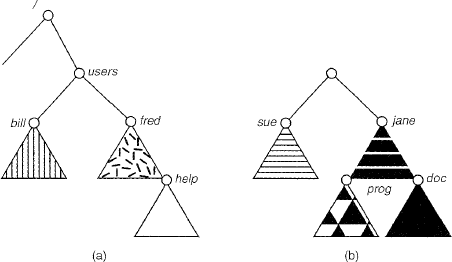 /
users
bill
fred
help
(a)
sue
jane
prog
doc
(b)